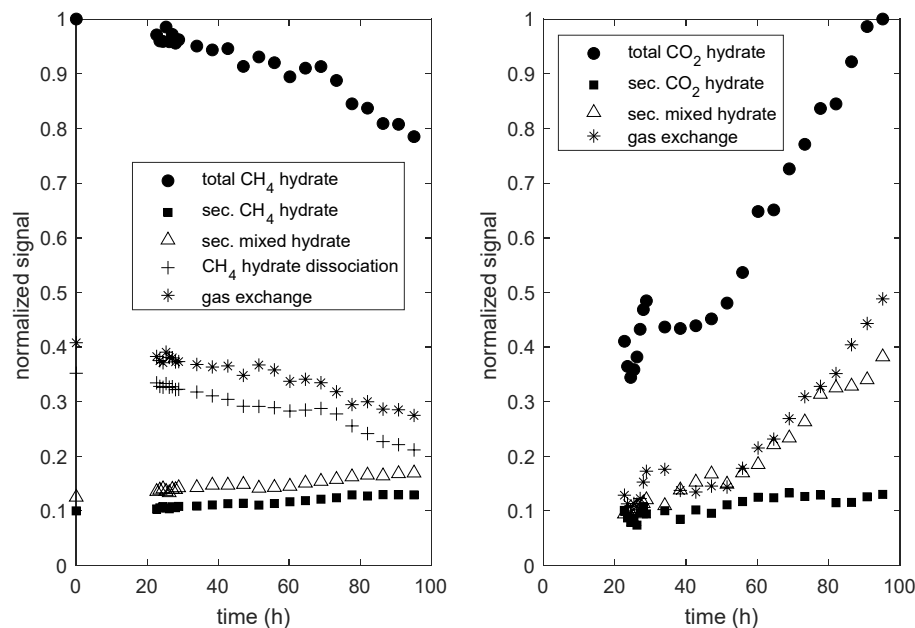 1
0.9
0.8
0.7
0.6
0.5
0.4
0.3
0.2
0.1
0
normalized signal
total CH4 hydrate
sec. CH4 hydrate
sec. mixed hydrate
CH4 hydrate dissociation
gas exchange
0 20 40 60 80 100
time (h)
1
0.9
0.8
0.7
0.6
0.5
0.4
0.3
0.2
0.1
0
normalized signal
total CO2 hydrate
sec. CO2 hydrate
sec. mixed hydrate
gas exchange
0 20 40 60 80 100
time (h)